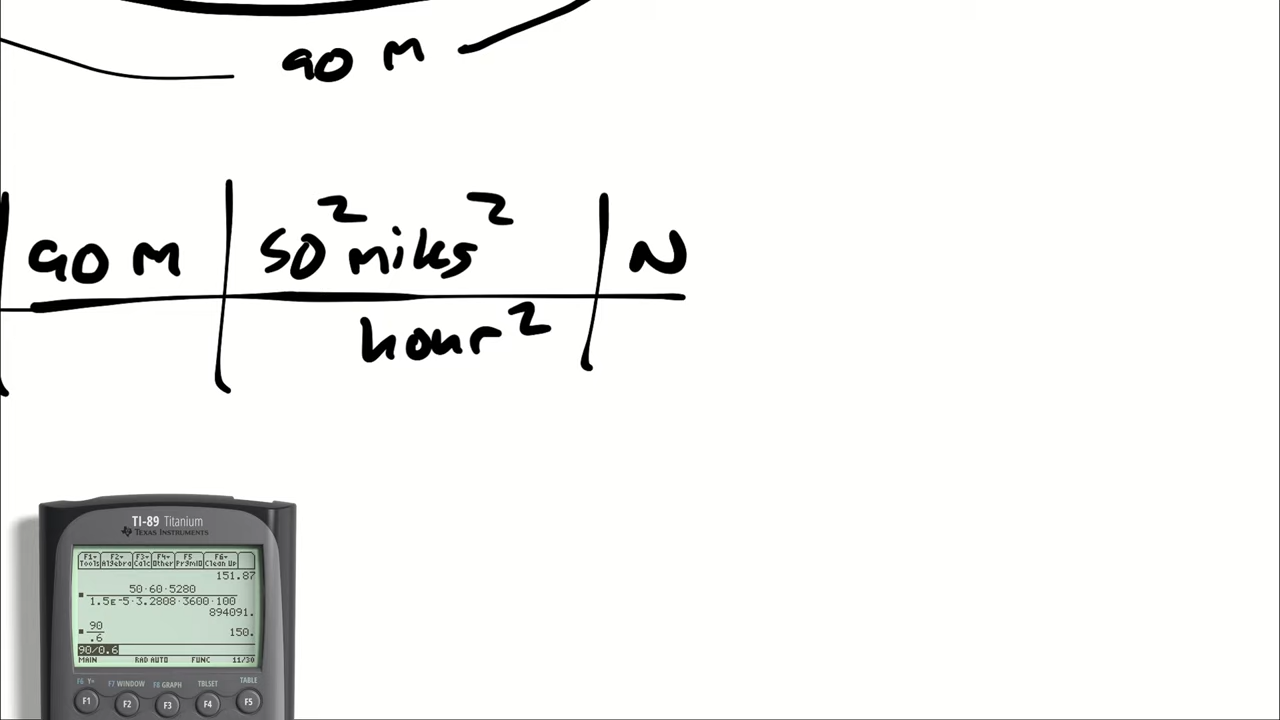 90 M
90 M | 50² miles² | N
hour²
TI-89 Titanium
TEXAS INSTRUMENTS
F1▾ F2▾ F3▾ F4▾ F5 F6▾
Tools Algebra Calc Other PrgmIO Clean Up
151.87
50·60·5280
1.5E-5·3.2808·3600·100
894091.
90
.6
150.
90/0.6
MAIN RAD AUTO FUNC 11/30
F6 Y= F7 WINDOW F8 GRAPH TBLSET TABLE
F1 F2 F3 F4 F5